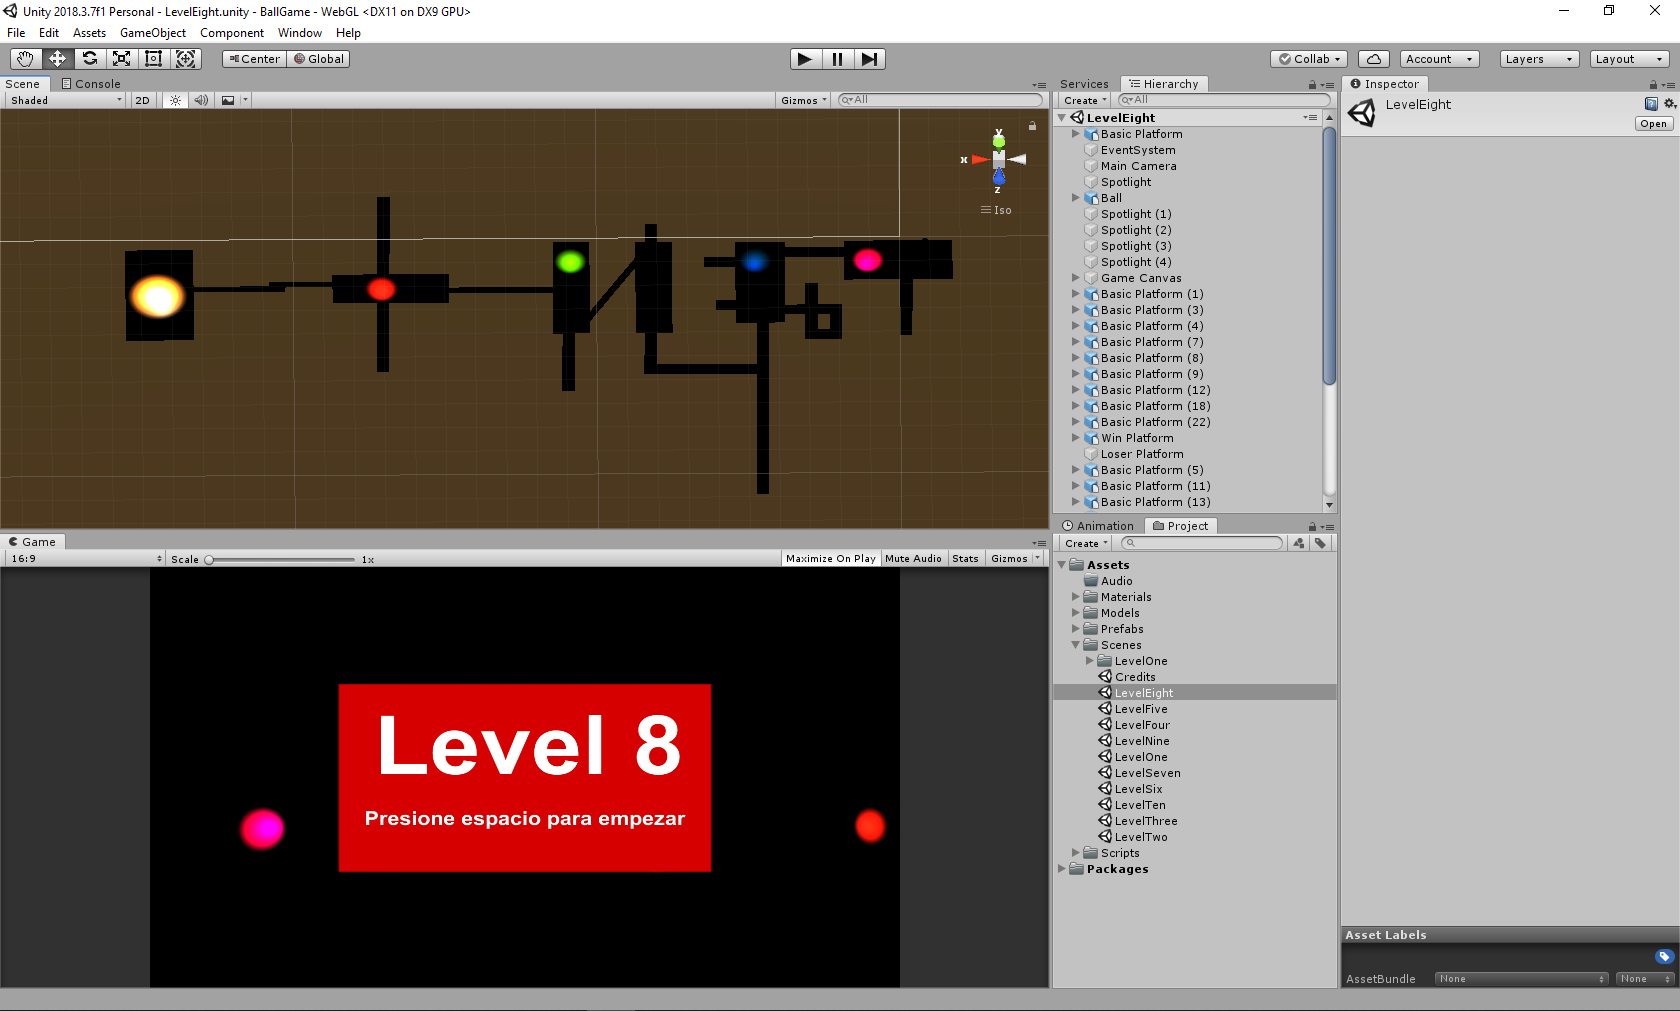 Unity 2018.3.7f1 Personal - LevelEight.unity - BallGame - WebGL <DX11 on DX9 GPU>
File Edit Assets GameObject Component Window Help
Center Global Collab Account Layers Layout
Scene Console
Shaded 2D Gizmos All
y
x
z
Iso
Services Hierarchy
Create All
LevelEight
Basic Platform
EventSystem
Main Camera
Spotlight
Ball
Spotlight (1)
Spotlight (2)
Spotlight (3)
Spotlight (4)
Game Canvas
Basic Platform (1)
Basic Platform (3)
Basic Platform (4)
Basic Platform (7)
Basic Platform (8)
Basic Platform (9)
Basic Platform (12)
Basic Platform (18)
Basic Platform (22)
Win Platform
Loser Platform
Basic Platform (5)
Basic Platform (11)
Basic Platform (13)
Inspector
LevelEight
Open
Game
16:9 Scale 1x Maximize On Play Mute Audio Stats Gizmos
Level 8
Presione espacio para empezar
Animation Project
Create
Assets
Audio
Materials
Models
Prefabs
Scenes
LevelOne
Credits
LevelEight
LevelFive
LevelFour
LevelNine
LevelOne
LevelSeven
LevelSix
LevelTen
LevelThree
LevelTwo
Scripts
Packages
Asset Labels
AssetBundle None None